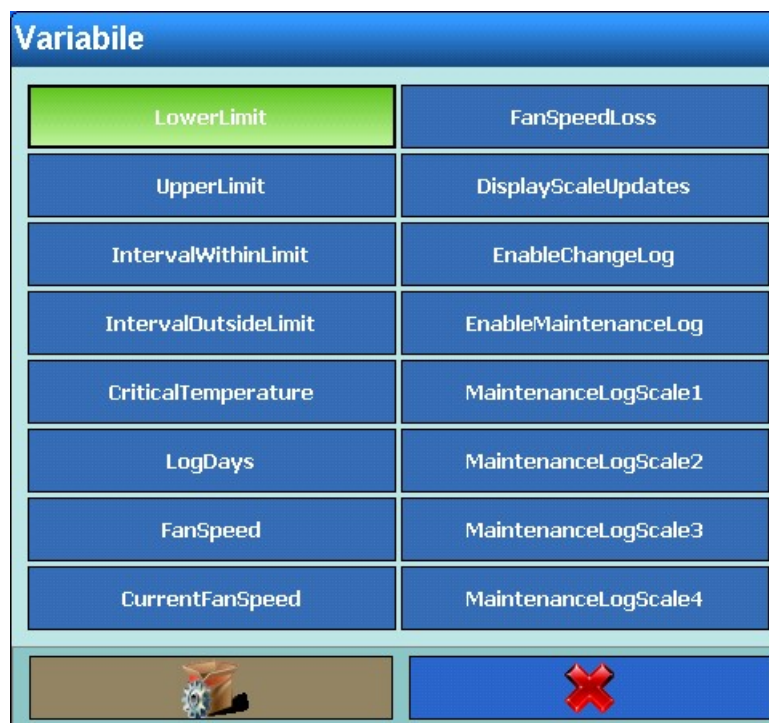 Variabile
LowerLimit
FanSpeedLoss
UpperLimit
DisplayScaleUpdates
IntervalWithinLimit
EnableChangeLog
IntervalOutsideLimit
EnableMaintenanceLog
CriticalTemperature
MaintenanceLogScale1
LogDays
MaintenanceLogScale2
FanSpeed
MaintenanceLogScale3
CurrentFanSpeed
MaintenanceLogScale4